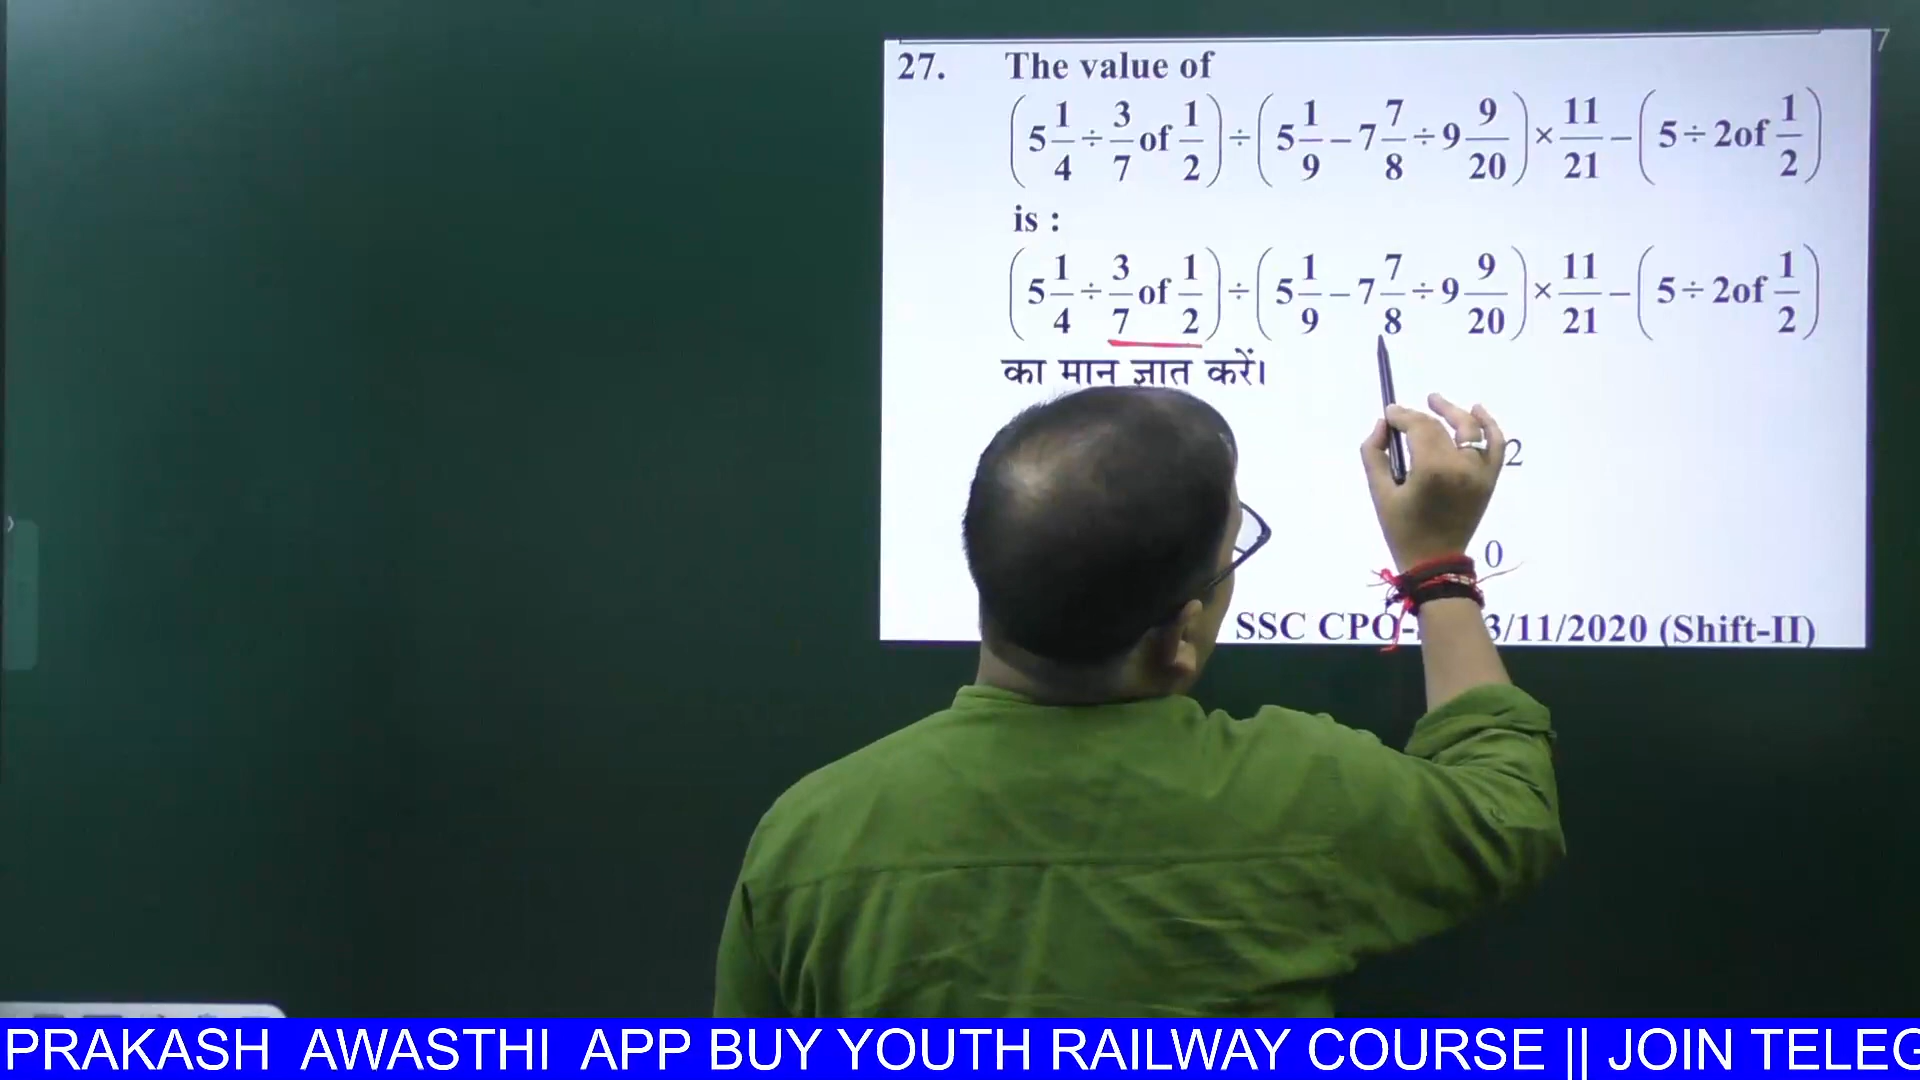 7
27. The value of
(5 1/4 ÷ 3/7 of 1/2) ÷ (5 1/9 − 7 7/8 ÷ 9 9/20) × 11/21 − (5 ÷ 2of 1/2)
is :
(5 1/4 ÷ 3/7 of 1/2) ÷ (5 1/9 − 7 7/8 ÷ 9 9/20) × 11/21 − (5 ÷ 2of 1/2)
का मान ज्ञात करें।
2
0
SSC CPO- 3/11/2020 (Shift-II)
PRAKASH AWASTHI APP BUY YOUTH RAILWAY COURSE || JOIN TELEG